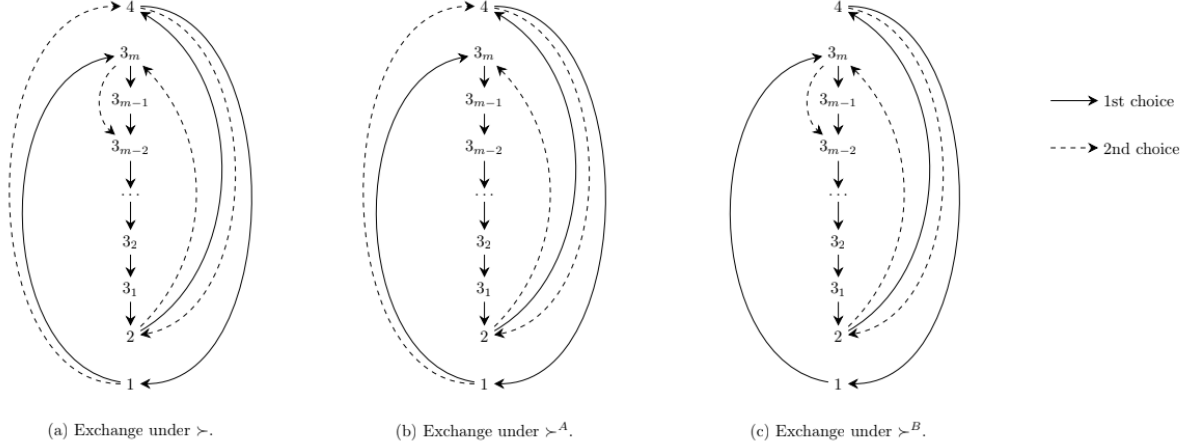 4
3m
3m−1
3m−2
...
32
31
2
1
(a) Exchange under ≻.
4
3m
3m−1
3m−2
...
32
31
2
1
(b) Exchange under ≻A.
4
3m
3m−1
3m−2
...
32
31
2
1
(c) Exchange under ≻B.
1st choice
2nd choice